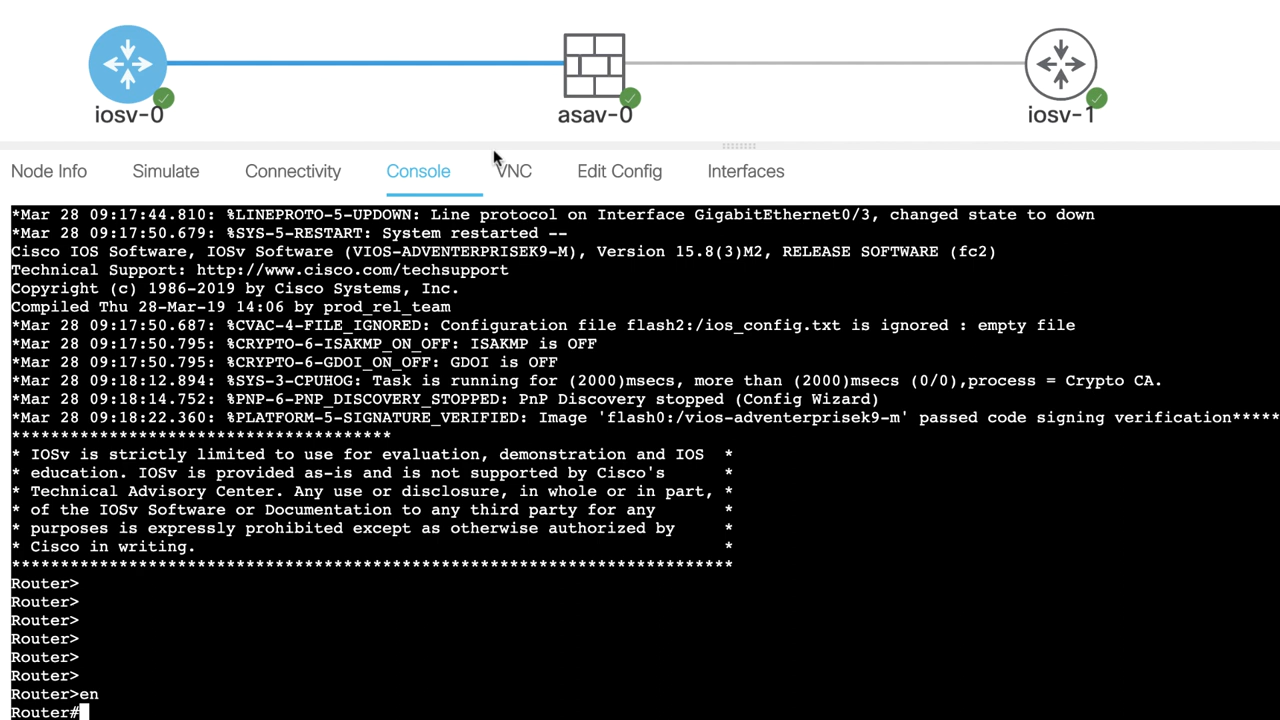 iosv-0
asav-0
iosv-1
Node Info
Simulate
Connectivity
Console
VNC
Edit Config
Interfaces
*Mar 28 09:17:44.810: %LINEPROTO-5-UPDOWN: Line protocol on Interface GigabitEthernet0/3, changed state to down
*Mar 28 09:17:50.679: %SYS-5-RESTART: System restarted --
Cisco IOS Software, IOSv Software (VIOS-ADVENTERPRISEK9-M), Version 15.8(3)M2, RELEASE SOFTWARE (fc2)
Technical Support: http://www.cisco.com/techsupport
Copyright (c) 1986-2019 by Cisco Systems, Inc.
Compiled Thu 28-Mar-19 14:06 by prod_rel_team
*Mar 28 09:17:50.687: %CVAC-4-FILE_IGNORED: Configuration file flash2:/ios_config.txt is ignored : empty file
*Mar 28 09:17:50.795: %CRYPTO-6-ISAKMP_ON_OFF: ISAKMP is OFF
*Mar 28 09:17:50.795: %CRYPTO-6-GDOI_ON_OFF: GDOI is OFF
*Mar 28 09:18:12.894: %SYS-3-CPUHOG: Task is running for (2000)msecs, more than (2000)msecs (0/0),process = Crypto CA.
*Mar 28 09:18:14.752: %PNP-6-PNP_DISCOVERY_STOPPED: PnP Discovery stopped (Config Wizard)
*Mar 28 09:18:22.360: %PLATFORM-5-SIGNATURE_VERIFIED: Image 'flash0:/vios-adventerprisek9-m' passed code signing verification*****
***************************************
* IOSv is strictly limited to use for evaluation, demonstration and IOS  *
* education. IOSv is provided as-is and is not supported by Cisco's      *
* Technical Advisory Center. Any use or disclosure, in whole or in part, *
* of the IOSv Software or Documentation to any third party for any       *
* purposes is expressly prohibited except as otherwise authorized by     *
* Cisco in writing.                                                      *
**************************************************************************
Router>
Router>
Router>
Router>
Router>
Router>
Router>en
Router#